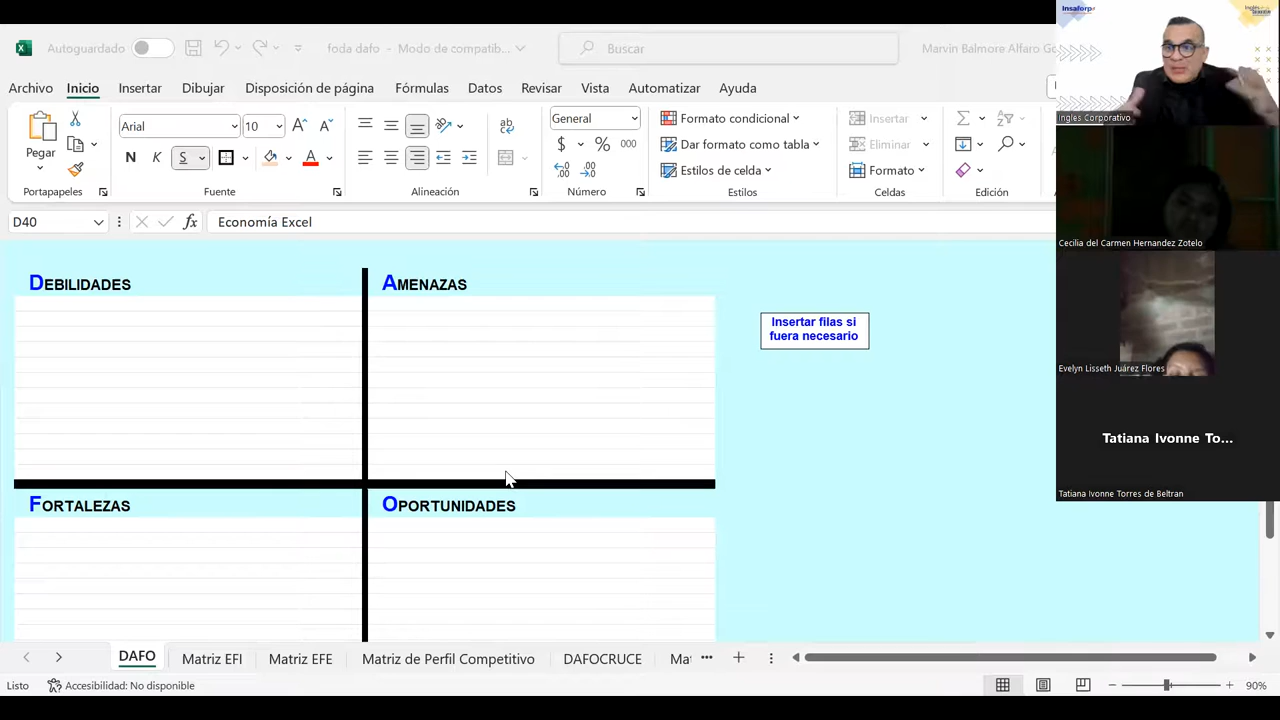 Autoguardado
foda dafo - Modo de compatib...
Buscar
Marvin Balmore Alfaro Go
Archivo Inicio Insertar Dibujar Disposición de página Fórmulas Datos Revisar Vista Automatizar Ayuda
Pegar
Portapapeles
Arial 10
N K S
Fuente
Alineación
General
$ % 000
Número
Formato condicional
Dar formato como tabla
Estilos de celda
Estilos
Insertar
Eliminar
Formato
Celdas
Edición
D40 fx Economía Excel
DEBILIDADES AMENAZAS
Insertar filas si
fuera necesario
FORTALEZAS OPORTUNIDADES
DAFO Matriz EFI Matriz EFE Matriz de Perfil Competitivo DAFOCRUCE Mat ...
Listo Accesibilidad: No disponible
90%
Insaforp
Ingles Corporativo
Cecilia del Carmen Hernandez Zotelo
Evelyn Lisseth Juárez Flores
Tatiana Ivonne To...
Tatiana Ivonne Torres de Beltran